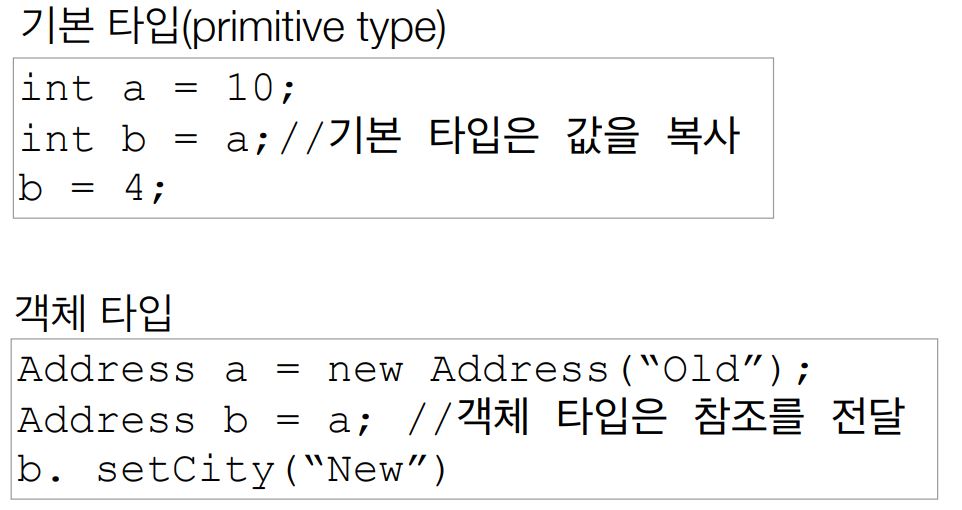 기본 타입(primitive type)
int a = 10;
int b = a;//기본 타입은 값을 복사
b = 4;
객체 타입
Address a = new Address(“Old”);
Address b = a; //객체 타입은 참조를 전달
b. setCity(“New”)